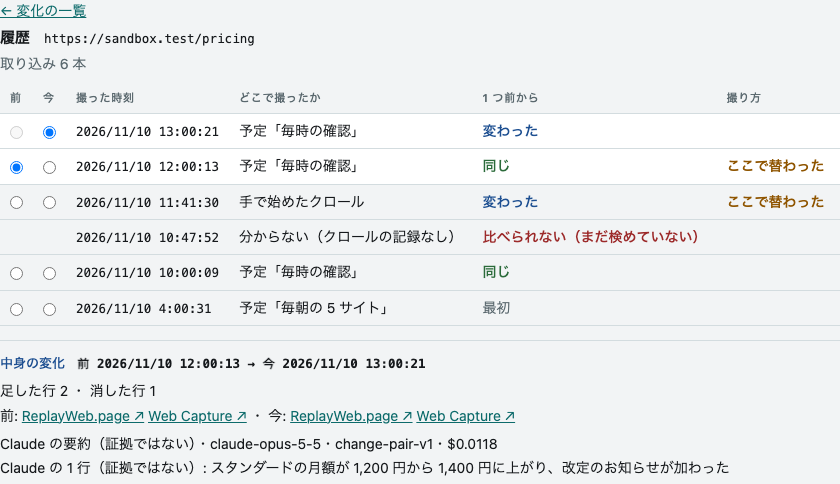 ← 変化の一覧
履歴 https://sandbox.test/pricing
取り込み 6 本
前 今 撮った時刻 どこで撮ったか 1 つ前から 撮り方
2026/11/10 13:00:21 予定「毎時の確認」 変わった
2026/11/10 12:00:13 予定「毎時の確認」 同じ ここで替わった
2026/11/10 11:41:30 手で始めたクロール 変わった ここで替わった
2026/11/10 10:47:52 分からない（クロールの記録なし） 比べられない（まだ検めていない）
2026/11/10 10:00:09 予定「毎時の確認」 同じ
2026/11/10 4:00:31 予定「毎朝の 5 サイト」 最初
中身の変化 前 2026/11/10 12:00:13 → 今 2026/11/10 13:00:21
足した行 2 ・ 消した行 1
前: ReplayWeb.page ↗ Web Capture ↗ ・ 今: ReplayWeb.page ↗ Web Capture ↗
Claude の要約（証拠ではない）・claude-opus-5-5・change-pair-v1・$0.0118
Claude の 1 行（証拠ではない）: スタンダードの月額が 1,200 円から 1,400 円に上がり、改定のお知らせが加わった